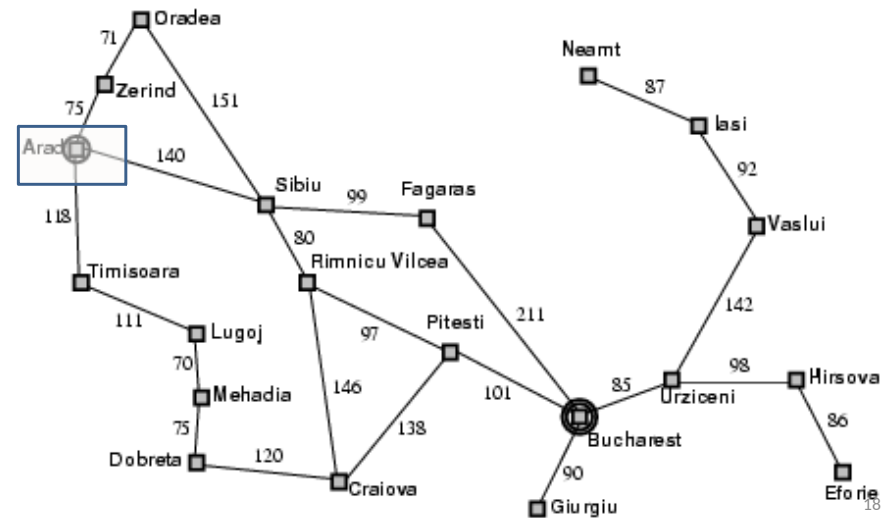 Oradea
71
Neamt
Zerind
87
75
151
Iasi
Arad
140
92
Sibiu
Fagaras
99
118
Vaslui
80
Timisoara
Rimnicu Vilcea
111
Lugoj
97
Pitesti
211
142
70
98
Hirsova
Mehadia
146
101
85
Urziceni
75
138
86
Bucharest
Dobreta
120
90
Craiova
Giurgiu
Eforie
18